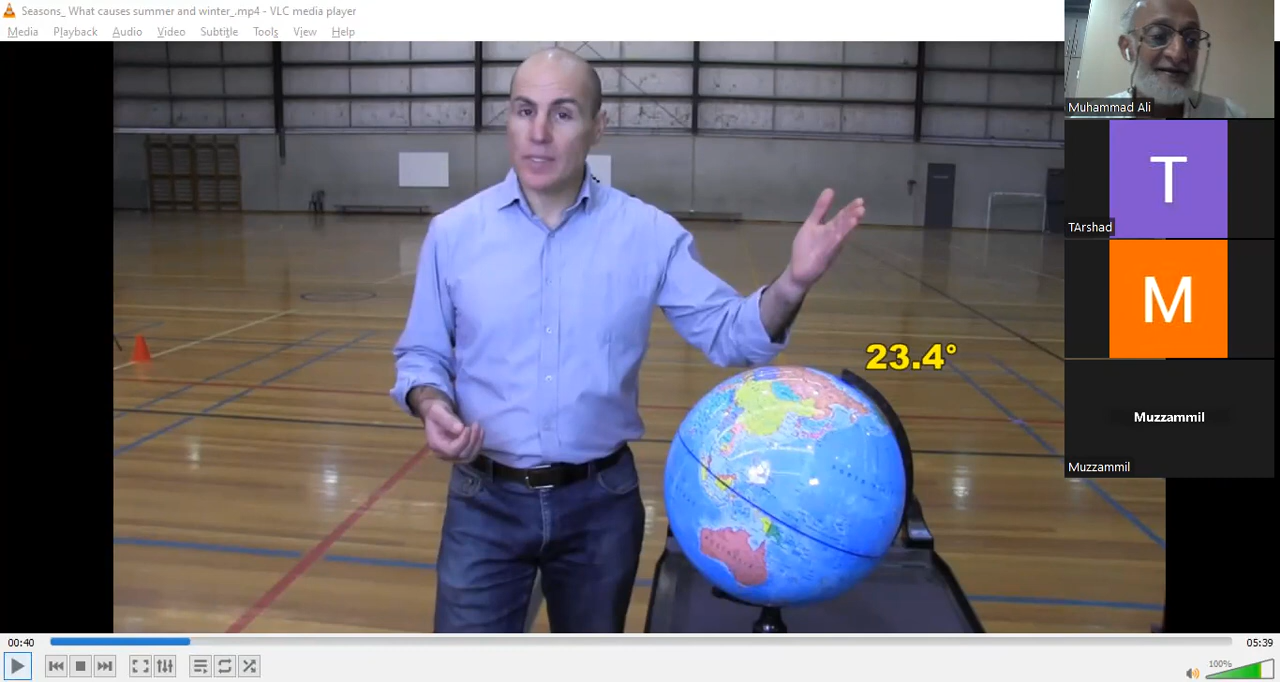 Seasons_ What causes summer and winter_.mp4 - VLC media player
Media Playback Audio Video Subtitle Tools View Help
Muhammad Ali
T
TArshad
M
Muzzammil
Muzzammil
23.4°
00:40
05:39
100%